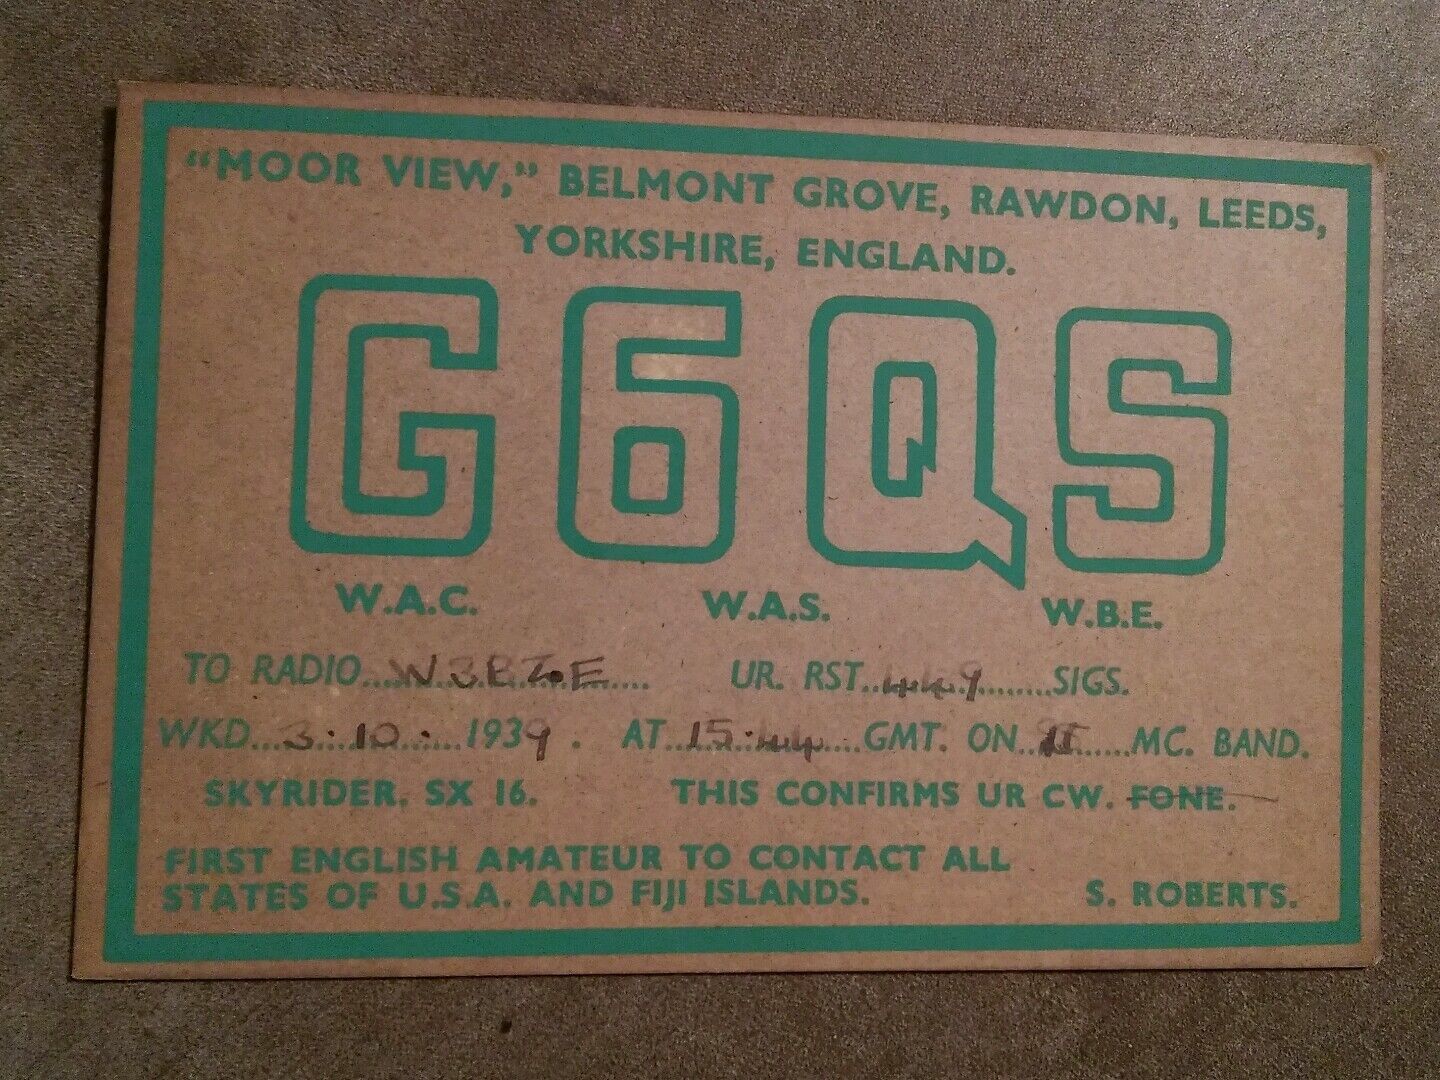 "MOOR VIEW," BELMONT GROVE, RAWDON, LEEDS,
YORKSHIRE, ENGLAND.
G6QS
W.A.C. W.A.S. W.B.E.
TO RADIO... UR. RST..449.......SIGS.
WKD...3.10.....1939. AT..15.44....GMT. ON.......MC. BAND.
SKYRIDER. SX 16. THIS CONFIRMS UR CW. FONE.
FIRST ENGLISH AMATEUR TO CONTACT ALL
STATES OF U.S.A. AND FIJI ISLANDS. S. ROBERTS.